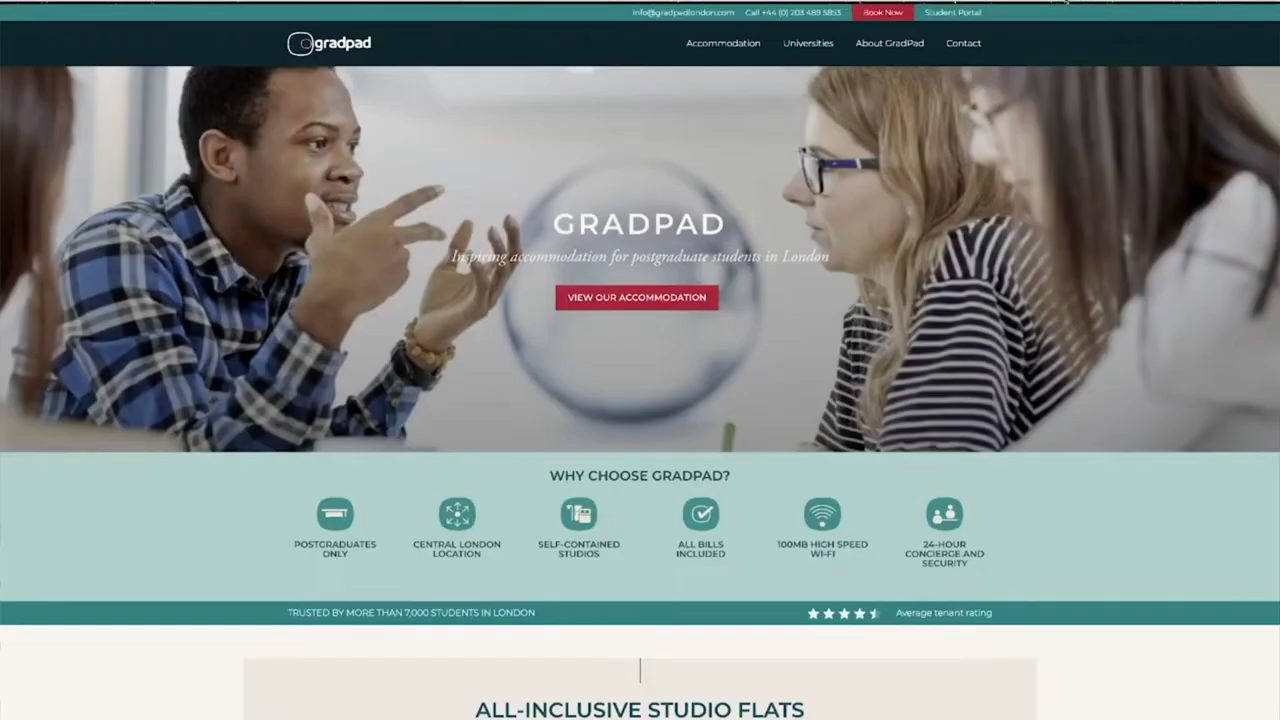 info@gradpadlondon.com Call +44 (0) 203 489 5853 Book Now Student Portal
gradpad Accommodation Universities About GradPad Contact
GRADPAD
Inspiring accommodation for postgraduate students in London
VIEW OUR ACCOMMODATION
WHY CHOOSE GRADPAD?
POSTGRADUATES
ONLY
CENTRAL LONDON
LOCATION
SELF-CONTAINED
STUDIOS
ALL BILLS
INCLUDED
100MB HIGH SPEED
WI-FI
24-HOUR
CONCIERGE AND
SECURITY
TRUSTED BY MORE THAN 7,000 STUDENTS IN LONDON
Average tenant rating
ALL-INCLUSIVE STUDIO FLATS